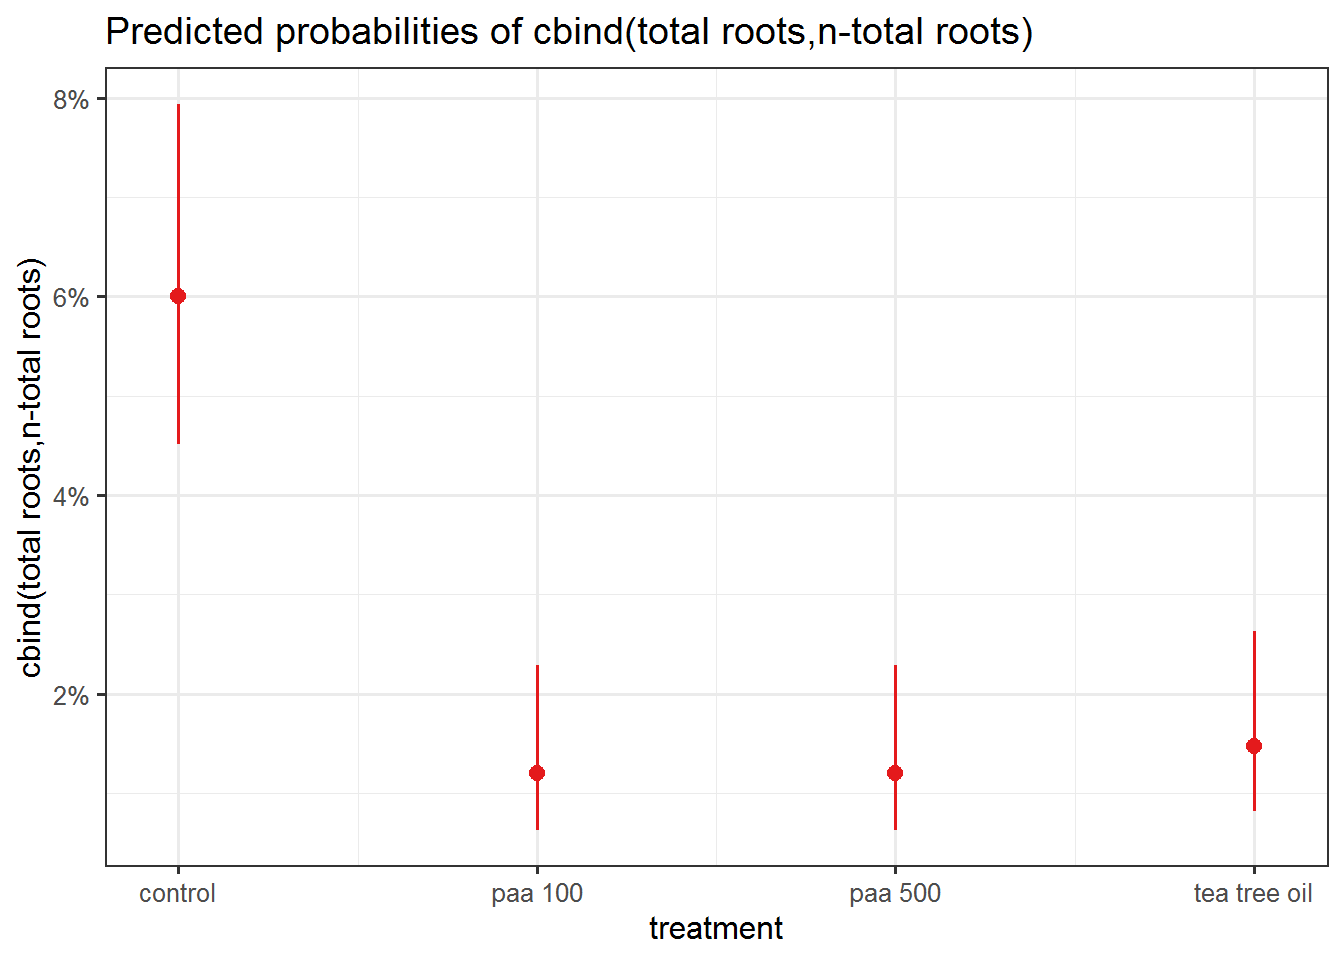 Predicted probabilities of cbind(total roots,n-total roots)
cbind(total roots,n-total roots)
8%
6%
4%
2%
control
paa 100
paa 500
tea tree oil
treatment